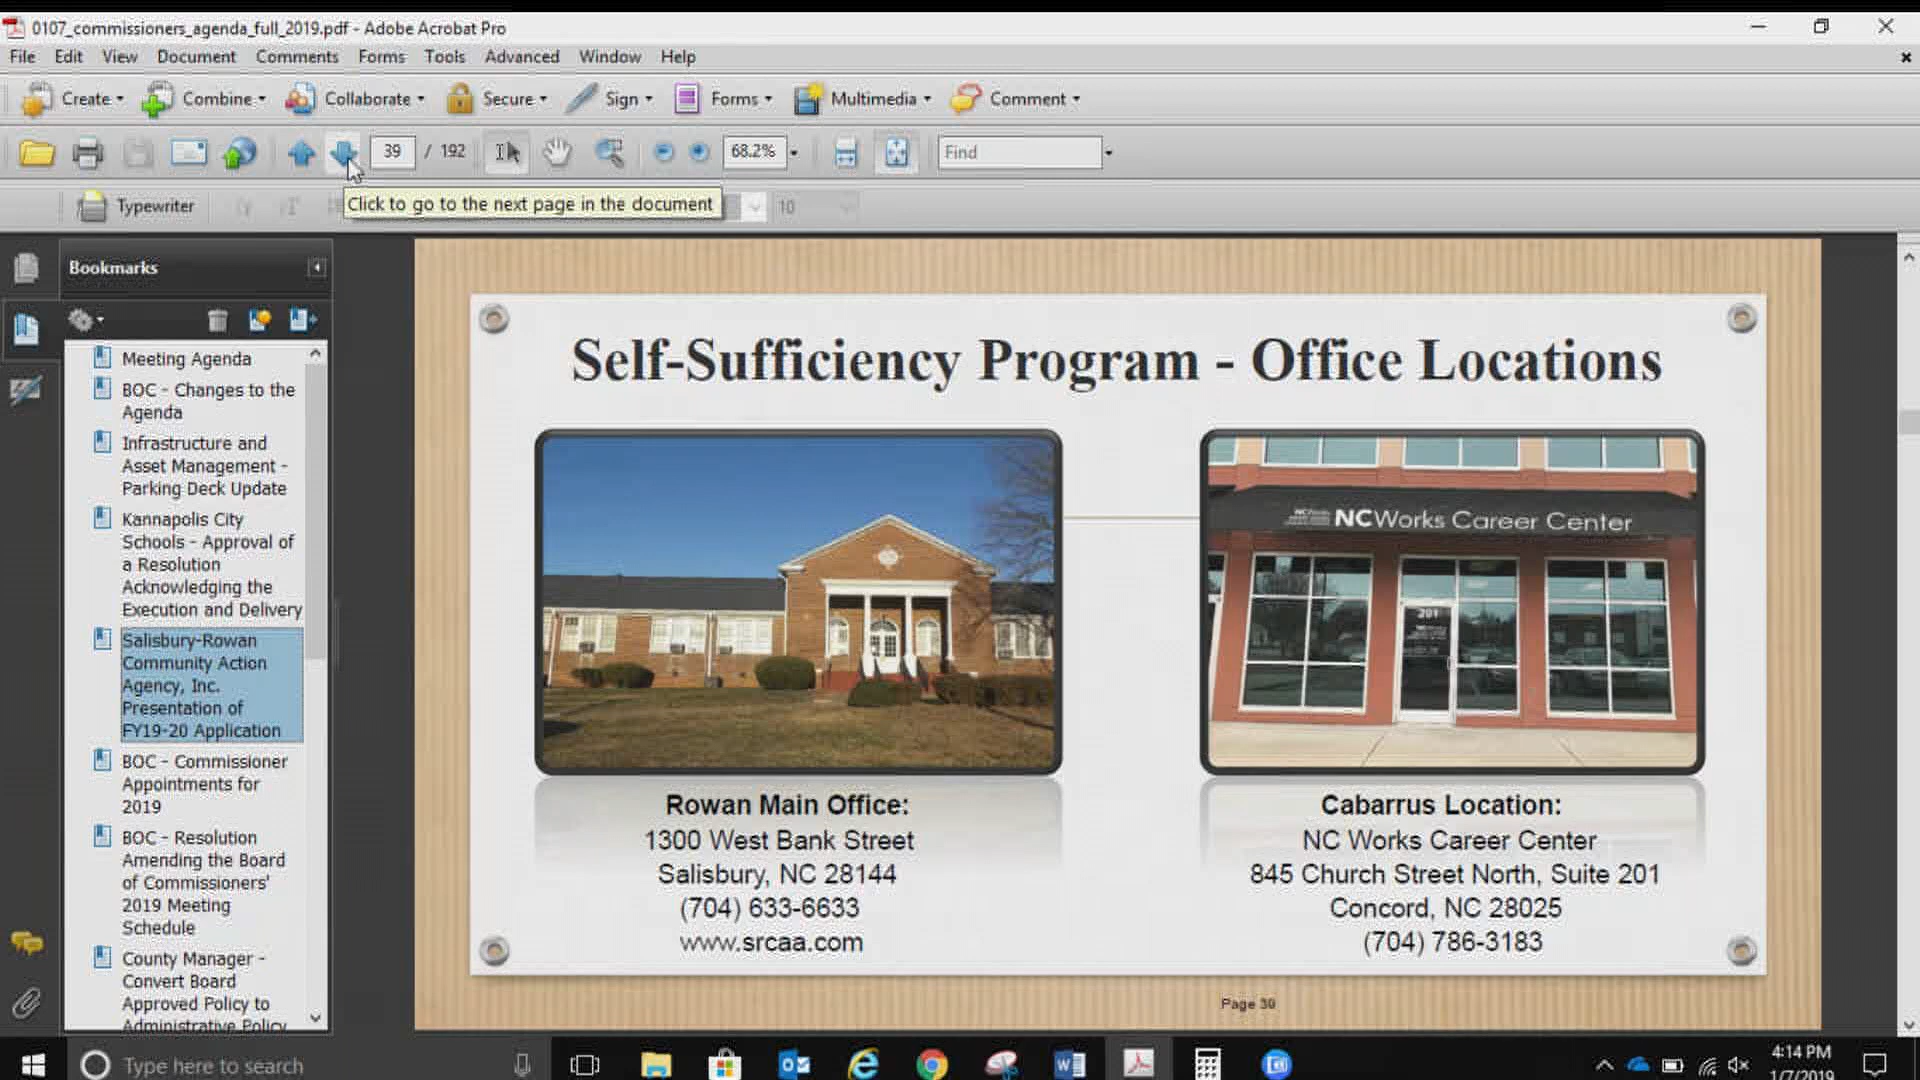 0107_commissioners_agenda_full_2019.pdf - Adobe Acrobat Pro
File Edit View Document Comments Forms Tools Advanced Window Help
Create Combine Collaborate Secure Sign Forms Multimedia Comment
39 / 192 68.2% Find
Typewriter 10
Click to go to the next page in the document
Bookmarks
Meeting Agenda
BOC - Changes to the
Agenda
Infrastructure and
Asset Management -
Parking Deck Update
Kannapolis City
Schools - Approval of
a Resolution
Acknowledging the
Execution and Delivery
Salisbury-Rowan
Community Action
Agency, Inc.
Presentation of
FY19-20 Application
BOC - Commissioner
Appointments for
2019
BOC - Resolution
Amending the Board
of Commissioners'
2019 Meeting
Schedule
County Manager -
Convert Board
Approved Policy to
Administrative Policy
Self-Sufficiency Program - Office Locations
NCWorks Career Center
201
Rowan Main Office:
1300 West Bank Street
Salisbury, NC 28144
(704) 633-6633
www.srcaa.com
Cabarrus Location:
NC Works Career Center
845 Church Street North, Suite 201
Concord, NC 28025
(704) 786-3183
Page 39
Type here to search
4:14 PM
1/7/2019